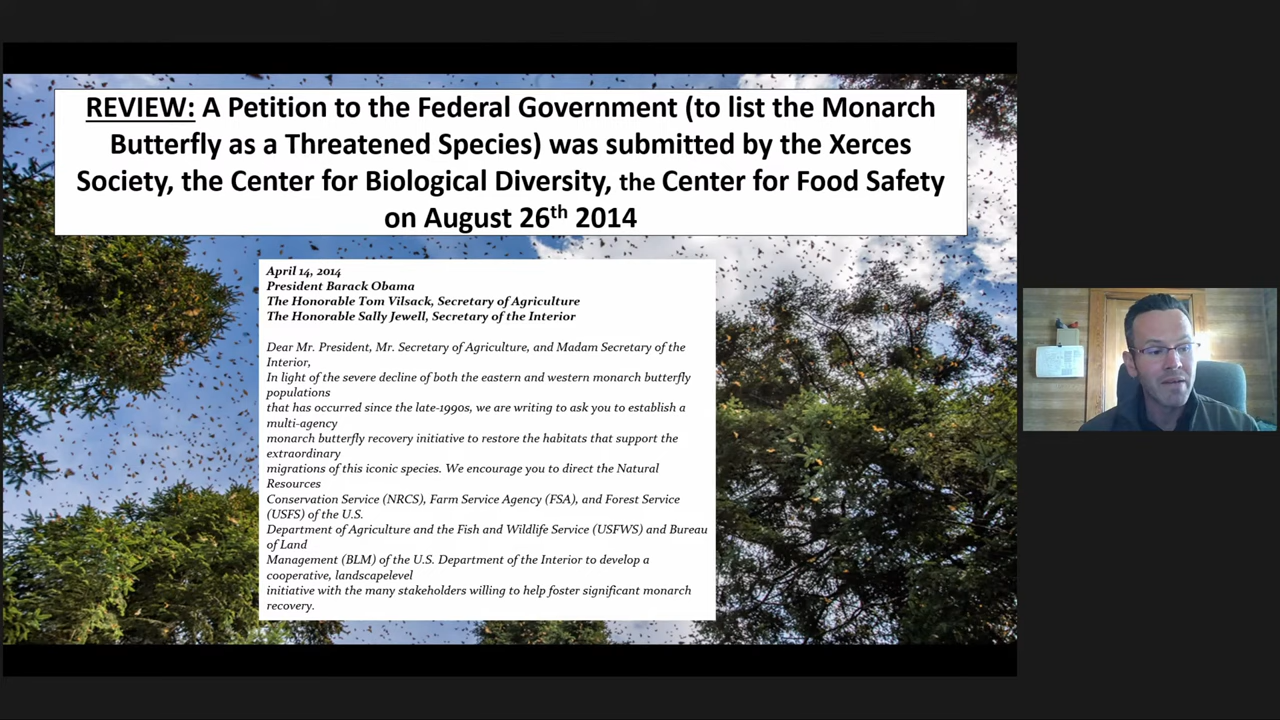 REVIEW: A Petition to the Federal Government (to list the Monarch
Butterfly as a Threatened Species) was submitted by the Xerces
Society, the Center for Biological Diversity, the Center for Food Safety
on August 26th 2014
April 14, 2014
President Barack Obama
The Honorable Tom Vilsack, Secretary of Agriculture
The Honorable Sally Jewell, Secretary of the Interior
Dear Mr. President, Mr. Secretary of Agriculture, and Madam Secretary of the
Interior,
In light of the severe decline of both the eastern and western monarch butterfly
populations
that has occurred since the late-1990s, we are writing to ask you to establish a
multi-agency
monarch butterfly recovery initiative to restore the habitats that support the
extraordinary
migrations of this iconic species. We encourage you to direct the Natural
Resources
Conservation Service (NRCS), Farm Service Agency (FSA), and Forest Service
(USFS) of the U.S.
Department of Agriculture and the Fish and Wildlife Service (USFWS) and Bureau
of Land
Management (BLM) of the U.S. Department of the Interior to develop a
cooperative, landscapelevel
initiative with the many stakeholders willing to help foster significant monarch
recovery.